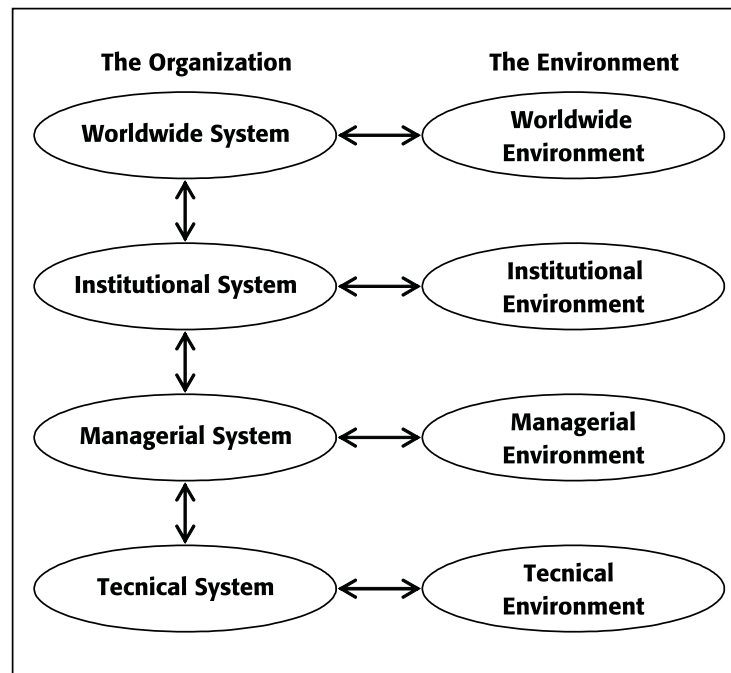 The Organization
The Environment
Worldwide System
Worldwide
Environment
Institutional System
Institutional
Environment
Managerial System
Managerial
Environment
Tecnical System
Tecnical
Environment